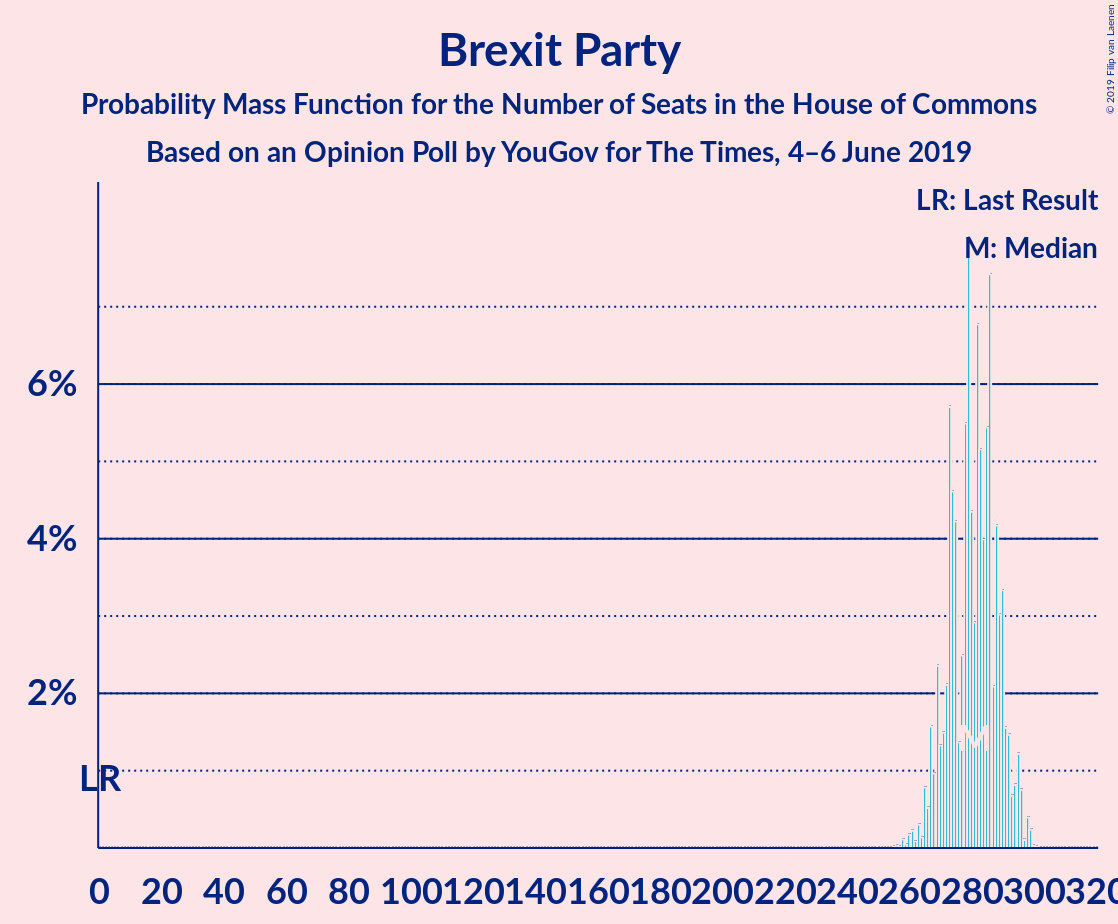 Brexit Party
Probability Mass Function for the Number of Seats in the House of Commons
Based on an Opinion Poll by YouGov for The Times, 4–6 June 2019
© 2019 Filip van Laenen
LR: Last Result
M: Median
6%
4%
2%
LR
M
0 20 40 60 80 100 120 140 160 180 200 220 240 260 280 300 320